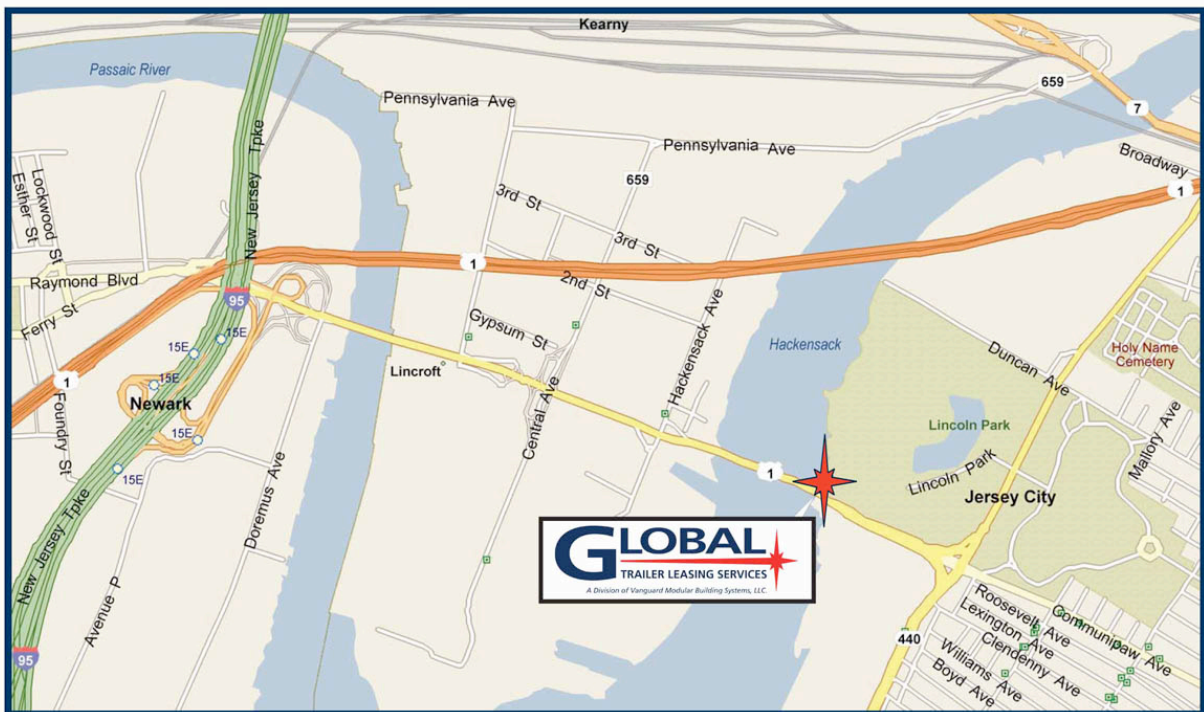 Kearny
Passaic River
New Jersey Tpke
Pennsylvania Ave
659
7
Pennsylvania Ave
Broadway
1
659
Lockwood St
Esther St
3rd St
3rd St
2nd St
1
Raymond Blvd
Ferry St
95
15E
15E
15E
15E
15E
1
Newark
Foundry St
Gypsum St
Lincroft
Central Ave
Hackensack Ave
Hackensack
Duncan Ave
Holy Name
Cemetery
Lincoln Park
Mallory Ave
Lincoln Park
Jersey City
1
Doremus Ave
New Jersey Tpke
Avenue P
95
GLOBAL
TRAILER LEASING SERVICES
A Division of Vanguard Modular Building Systems, LLC.
440
Roosevelt Ave
Communipaw Ave
Lexington Ave
Clendenny Ave
Williams Ave
Boyd Ave